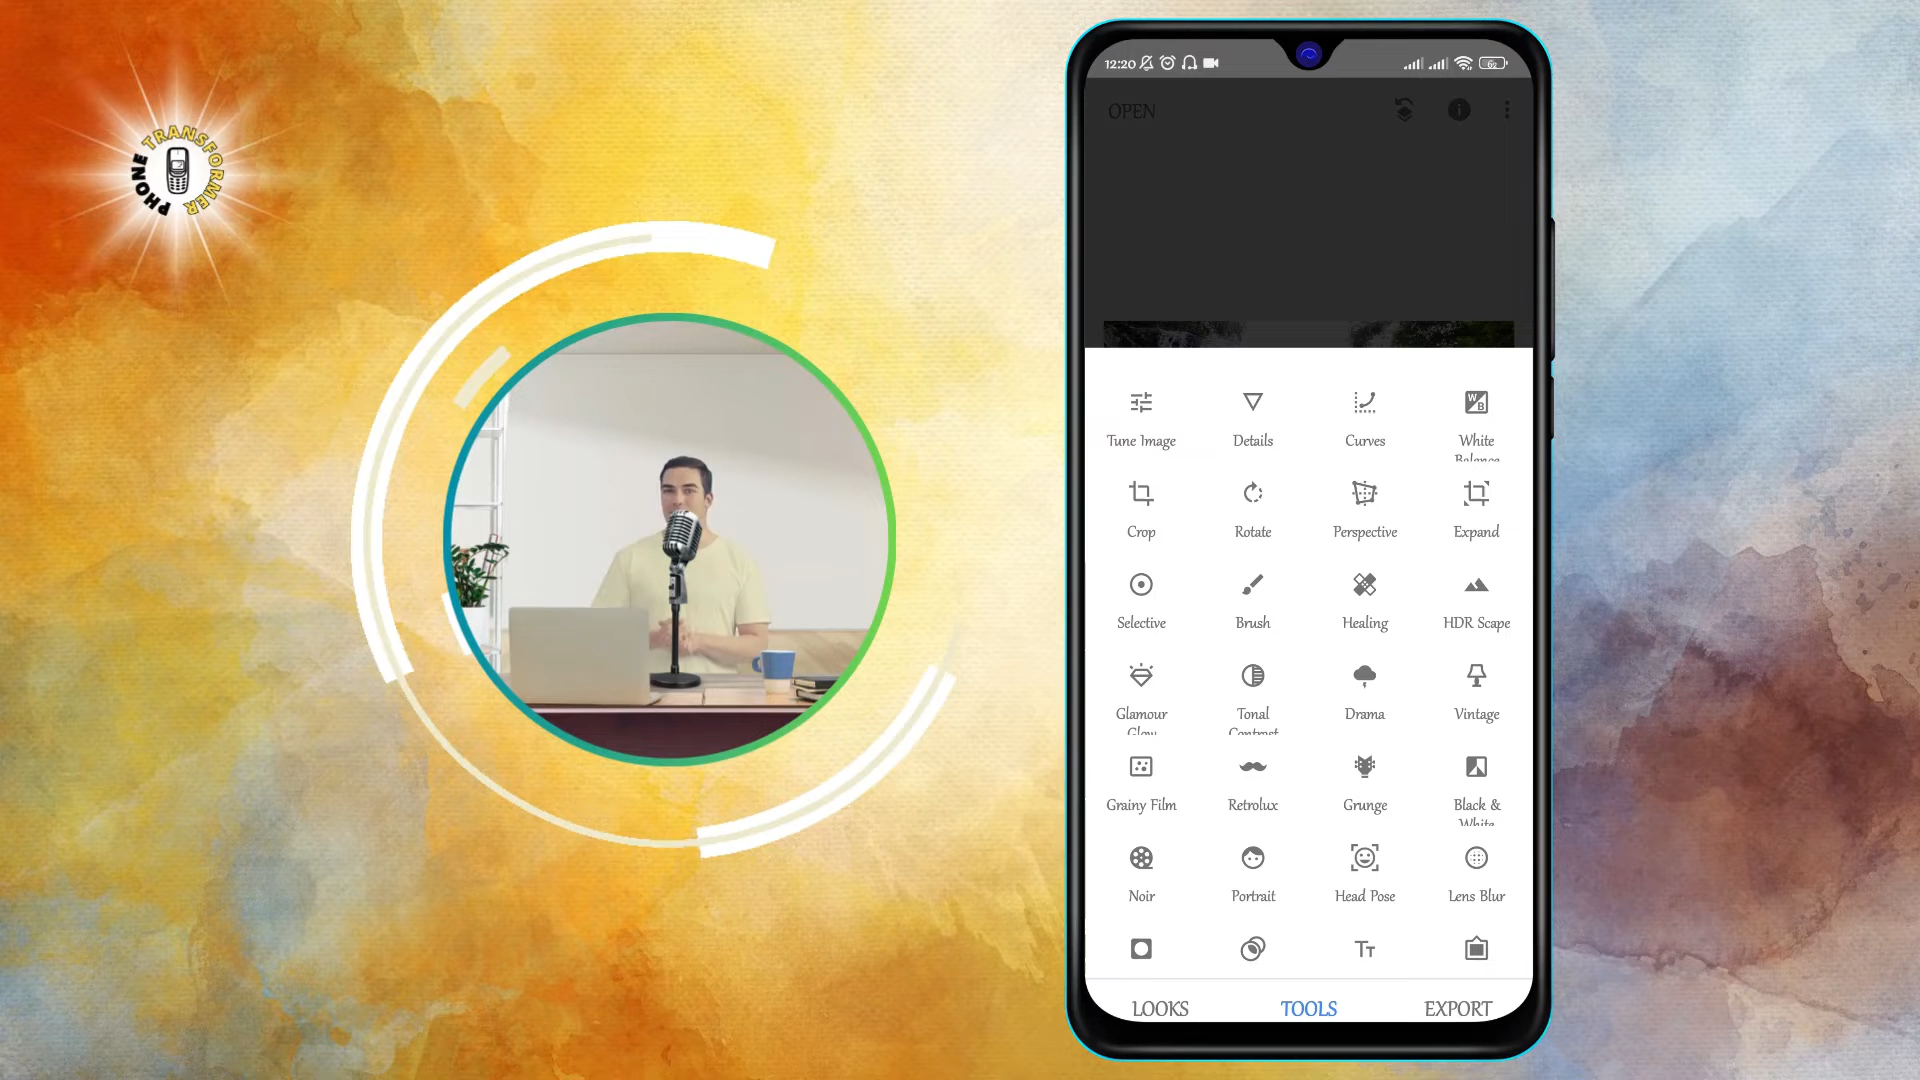 PHONE TRANSFORMER
12:20
62
OPEN
Tune Image
Details
Curves
White
Balance
Crop
Rotate
Perspective
Expand
Selective
Brush
Healing
HDR Scape
Glamour
Glow
Tonal
Contrast
Drama
Vintage
Grainy Film
Retrolux
Grunge
Black &
White
Noir
Portrait
Head Pose
Lens Blur
LOOKS
TOOLS
EXPORT